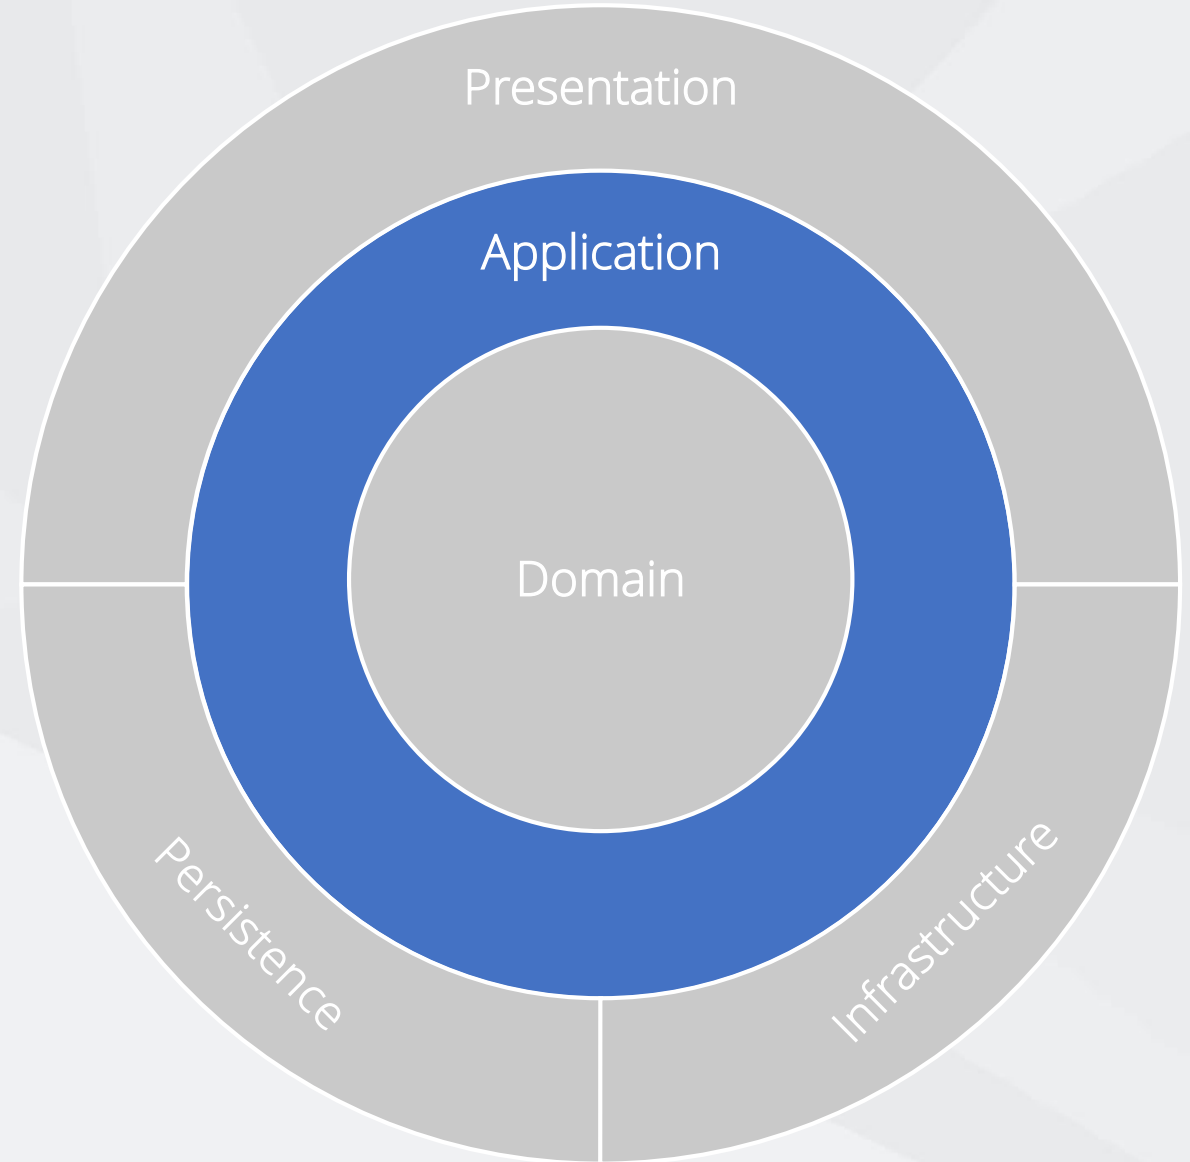 Presentation
Application
Domain
Persistence
Infrastructure